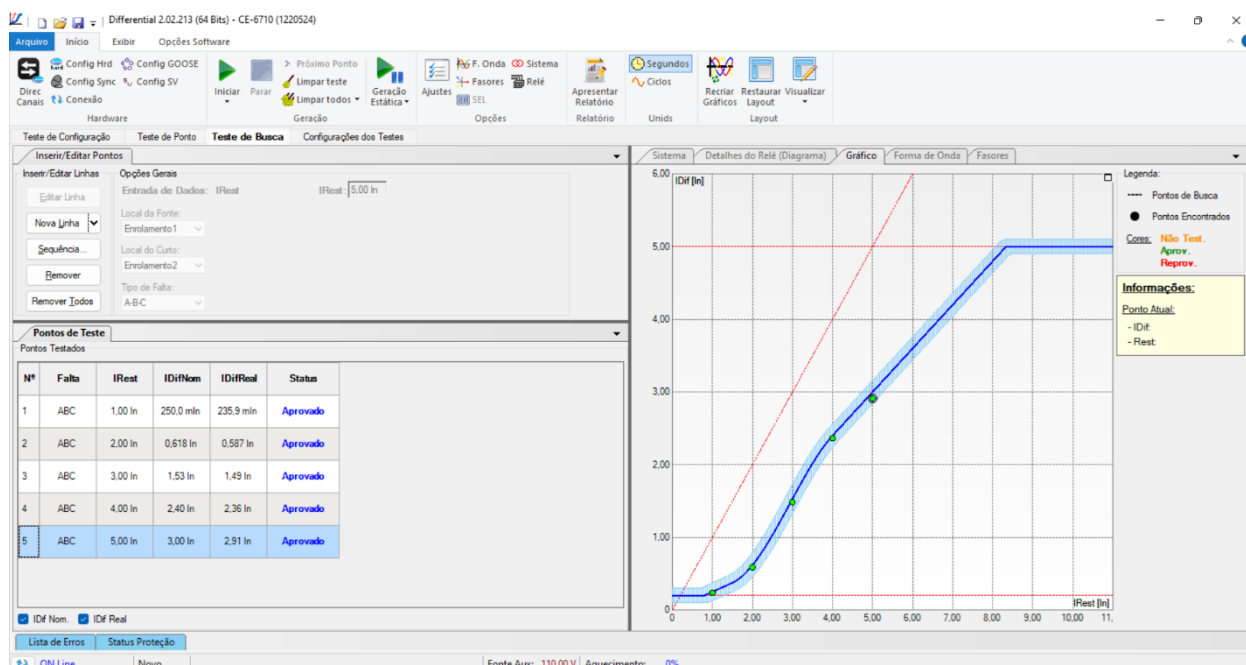 Differential 2.02.213 (64 Bits) - CE-6710 (1220524)
Arquivo Início Exibir Opções Software
Direc Canais
Config Hrd
Config Sync
Conexão
Config GOOSE
Config SV
Hardware
Iniciar
Parar
Próximo Ponto
Limpar teste
Limpar todos
Geração Estática
Geração
Ajustes
F. Onda
Fasores
SEL
Sistema
Relé
Opções
Apresentar Relatório
Relatório
Segundos
Ciclos
Unids
Recriar Gráficos
Restaurar Layout
Visualizar
Layout
Teste de Configuração Teste de Ponto Teste de Busca Configurações dos Testes
Inserir/Editar Pontos
Inserir/Editar Linhas
Editar Linha
Nova Linha
Sequência...
Remover
Remover Todos
Opções Gerais
Entrada de Dados: IRest IRest: 5,00 In
Local da Fonte:
Enrolamento1
Local do Curto:
Enrolamento2
Tipo de Falta:
A-B-C
Pontos de Teste
Pontos Testados
Nº Falta IRest IDifNom IDifReal Status
1 ABC 1,00 In 250,0 mIn 235,9 mIn Aprovado
2 ABC 2,00 In 0,618 In 0,587 In Aprovado
3 ABC 3,00 In 1,53 In 1,49 In Aprovado
4 ABC 4,00 In 2,40 In 2,36 In Aprovado
5 ABC 5,00 In 3,00 In 2,91 In Aprovado
IDif Nom. IDif Real
Sistema Detalhes do Relé (Diagrama) Gráfico Forma de Onda Fasores
IDif [In]
6,00
5,00
4,00
3,00
2,00
1,00
0
0 1,00 2,00 3,00 4,00 5,00 6,00 7,00 8,00 9,00 10,00 11,
IRest [In]
Legenda:
Pontos de Busca
Pontos Encontrados
Cores: Não Test.
Aprov.
Reprov.
Informações:
Ponto Atual:
- IDif:
- Rest:
Lista de Erros Status Proteção
ON Line Novo Fonte Aux: 110,00 V Aquecimento: 0%